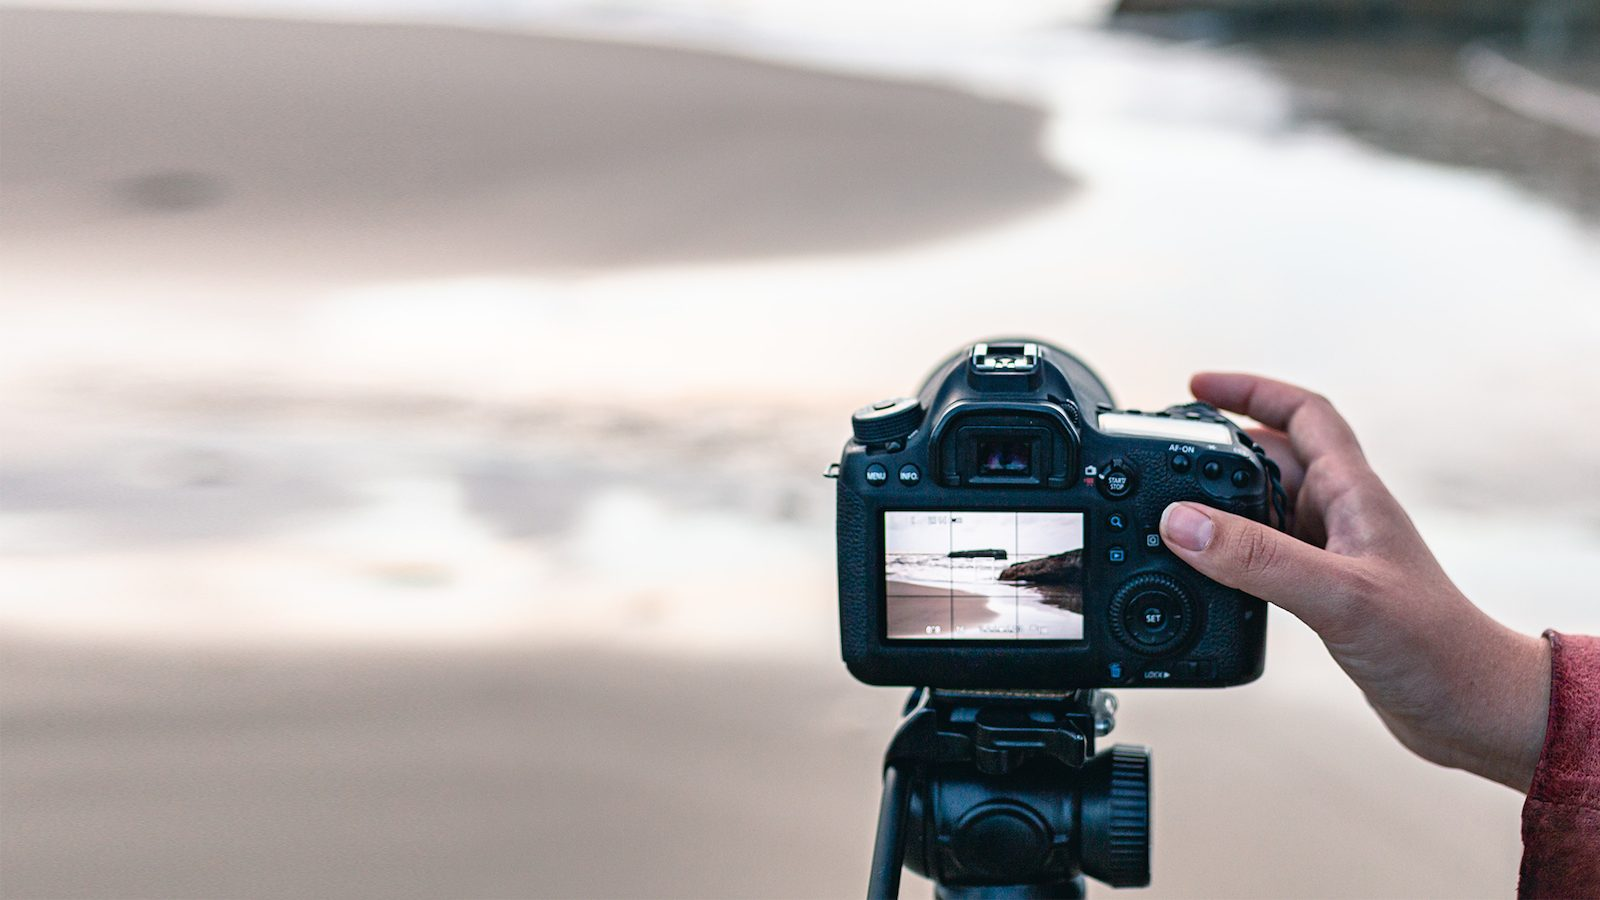 AF-ON
MENU
INFO.
START/
STOP
Q
SET
LOCK